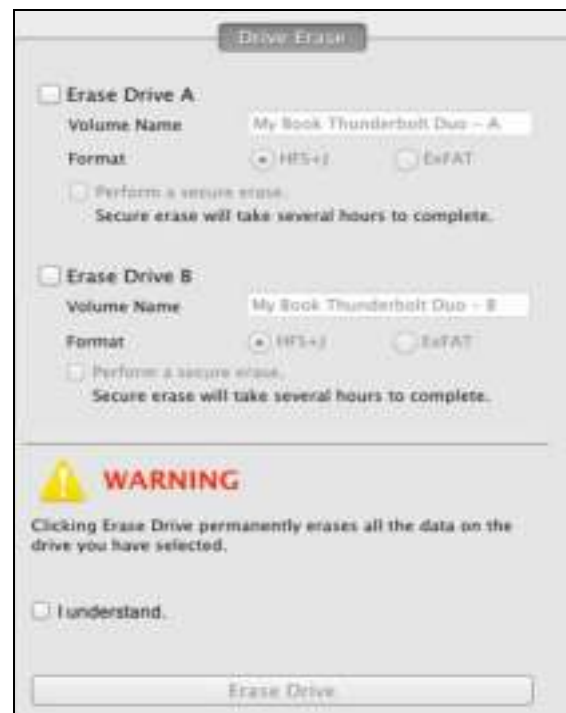 Drive Erase
Erase Drive A
Volume Name My Book Thunderbolt Duo - A
Format HFS+J ExFAT
Perform a secure erase.
Secure erase will take several hours to complete.
Erase Drive B
Volume Name My Book Thunderbolt Duo - B
Format HFS+J ExFAT
Perform a secure erase.
Secure erase will take several hours to complete.
WARNING
Clicking Erase Drive permanently erases all the data on the
drive you have selected.
I understand.
Erase Drive